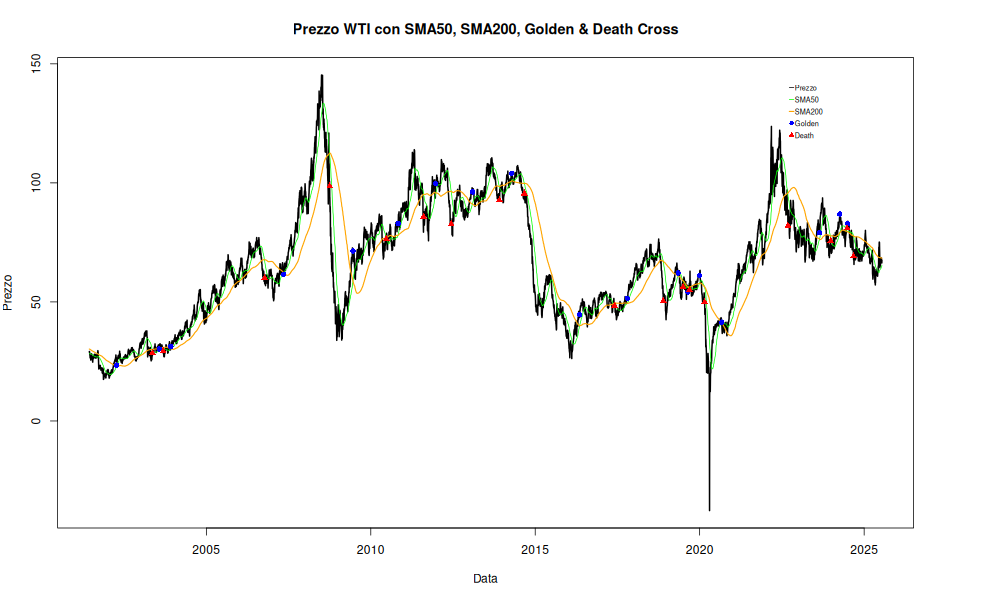 Prezzo WTI con SMA50, SMA200, Golden & Death Cross
150
100
50
0
Prezzo
Prezzo
SMA50
SMA200
Golden
Death
2005
2010
2015
2020
2025
Data